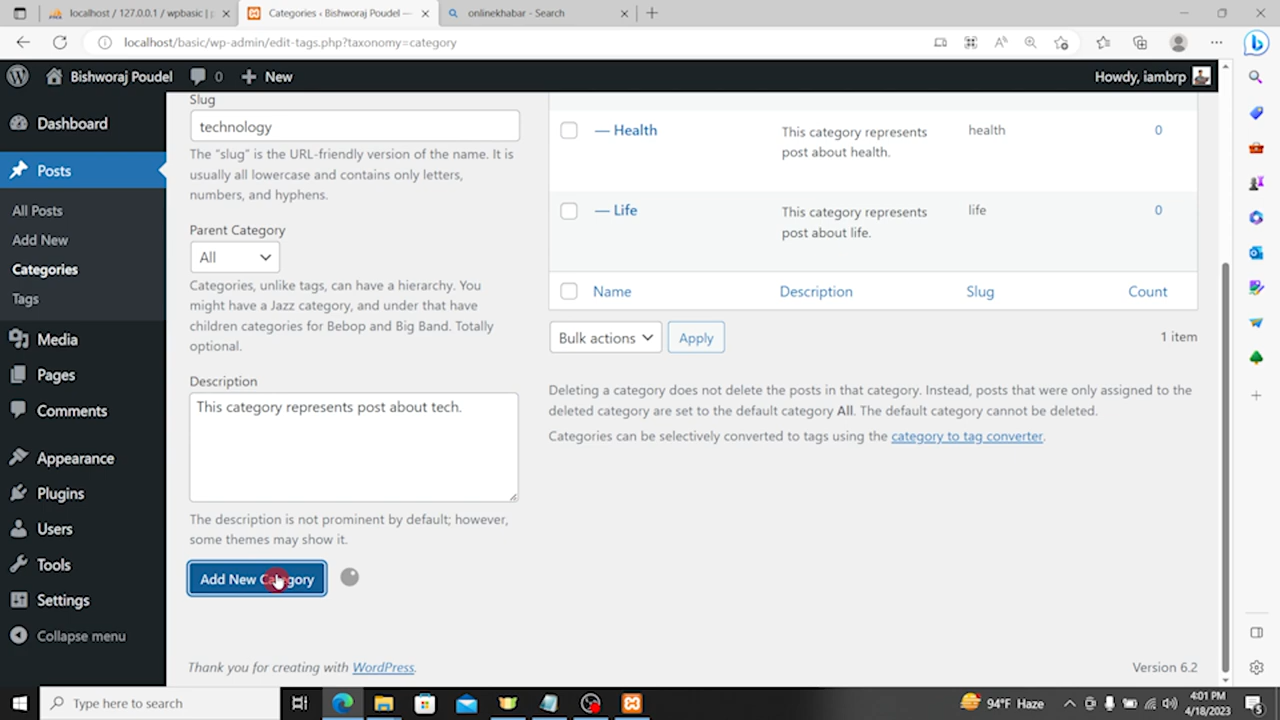 localhost / 127.0.0.1 / wpbasic | p
Categories ‹ Bishworaj Poudel —
onlinekhabar - Search
localhost/basic/wp-admin/edit-tags.php?taxonomy=category
Bishworaj Poudel
0
New
Howdy, iambrp
Dashboard
Posts
All Posts
Add New
Categories
Tags
Media
Pages
Comments
Appearance
Plugins
Users
Tools
Settings
Collapse menu
Slug
technology
The "slug" is the URL-friendly version of the name. It is
usually all lowercase and contains only letters,
numbers, and hyphens.
Parent Category
All
Categories, unlike tags, can have a hierarchy. You
might have a Jazz category, and under that have
children categories for Bebop and Big Band. Totally
optional.
Description
This category represents post about tech.
The description is not prominent by default; however,
some themes may show it.
Add New Category
— Health
This category represents
post about health.
health
0
— Life
This category represents
post about life.
life
0
Name
Description
Slug
Count
Bulk actions
Apply
1 item
Deleting a category does not delete the posts in that category. Instead, posts that were only assigned to the
deleted category are set to the default category All. The default category cannot be deleted.
Categories can be selectively converted to tags using the category to tag converter.
Thank you for creating with WordPress.
Version 6.2
Type here to search
94°F Haze
4:01 PM
4/18/2023
5